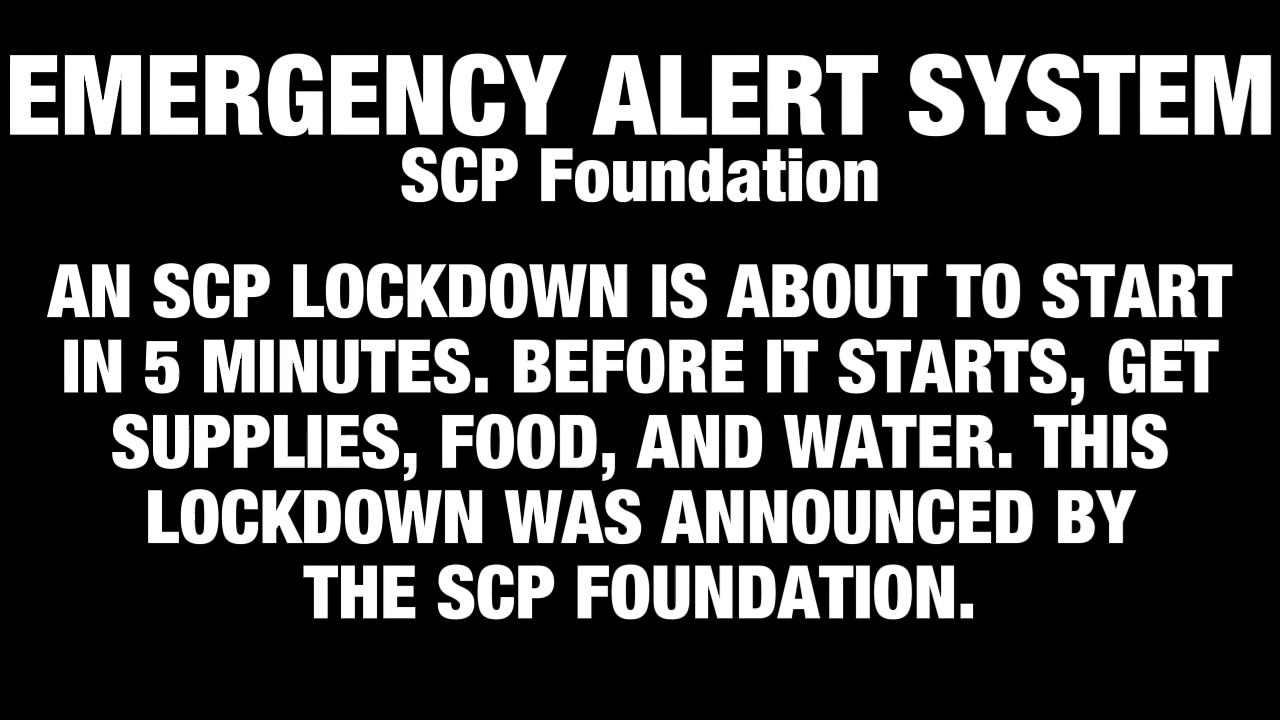 EMERGENCY ALERT SYSTEM
SCP Foundation
AN SCP LOCKDOWN IS ABOUT TO START
IN 5 MINUTES. BEFORE IT STARTS, GET
SUPPLIES, FOOD, AND WATER. THIS
LOCKDOWN WAS ANNOUNCED BY
THE SCP FOUNDATION.